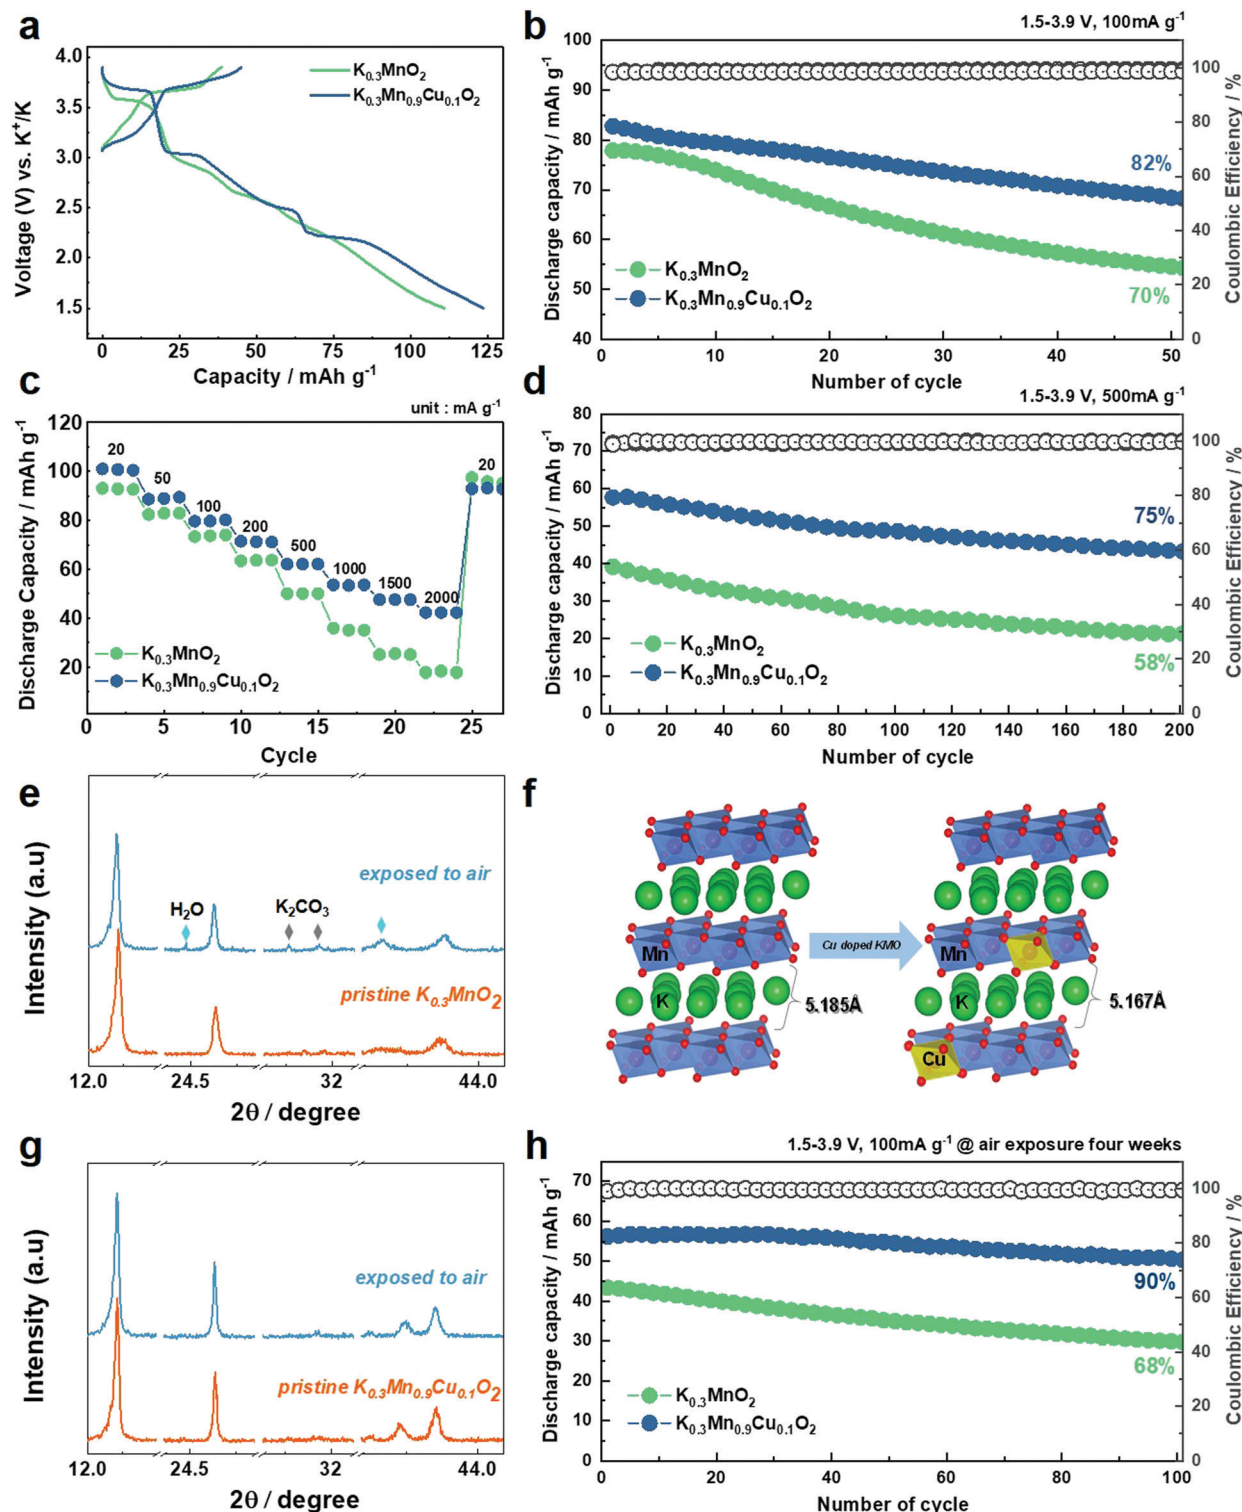 a
4.0
3.5
3.0
2.5
2.0
1.5
Voltage (V) vs. K⁺/K
K₀.₃MnO₂
K₀.₃Mn₀.₉Cu₀.₁O₂
0 25 50 75 100 125
Capacity / mAh g⁻¹
b
1.5-3.9 V, 100mA g⁻¹
100
90
80
70
60
50
40
Discharge capacity / mAh g⁻¹
82%
K₀.₃MnO₂
K₀.₃Mn₀.₉Cu₀.₁O₂
70%
100
80
60
40
20
0
Coulombic Efficiency / %
0 10 20 30 40 50
Number of cycle
c
unit : mA g⁻¹
120
100
80
60
40
20
Discharge Capacity / mAh g⁻¹
20
50
100
200
500
1000
1500
2000
20
K₀.₃MnO₂
K₀.₃Mn₀.₉Cu₀.₁O₂
0 5 10 15 20 25
Cycle
d
1.5-3.9 V, 500mA g⁻¹
80
70
60
50
40
30
20
10
0
Discharge capacity / mAh g⁻¹
75%
K₀.₃MnO₂
K₀.₃Mn₀.₉Cu₀.₁O₂
58%
100
80
60
40
20
0
Coulombic Efficiency / %
0 20 40 60 80 100 120 140 160 180 200
Number of cycle
e
Intensity (a.u)
exposed to air
H₂O
K₂CO₃
pristine K₀.₃MnO₂
12.0 24.5 32 44.0
2θ / degree
f
Mn
K
5.185Å
Cu doped KMO
Mn
K
Cu
5.167Å
g
Intensity (a.u)
exposed to air
pristine K₀.₃Mn₀.₉Cu₀.₁O₂
12.0 24.5 32 44.0
2θ / degree
h
1.5-3.9 V, 100mA g⁻¹ @ air exposure four weeks
70
60
50
40
30
20
10
0
Discharge capacity / mAh g⁻¹
90%
68%
K₀.₃MnO₂
K₀.₃Mn₀.₉Cu₀.₁O₂
100
80
60
40
20
0
Coulombic Efficiency / %
0 20 40 60 80 100
Number of cycle